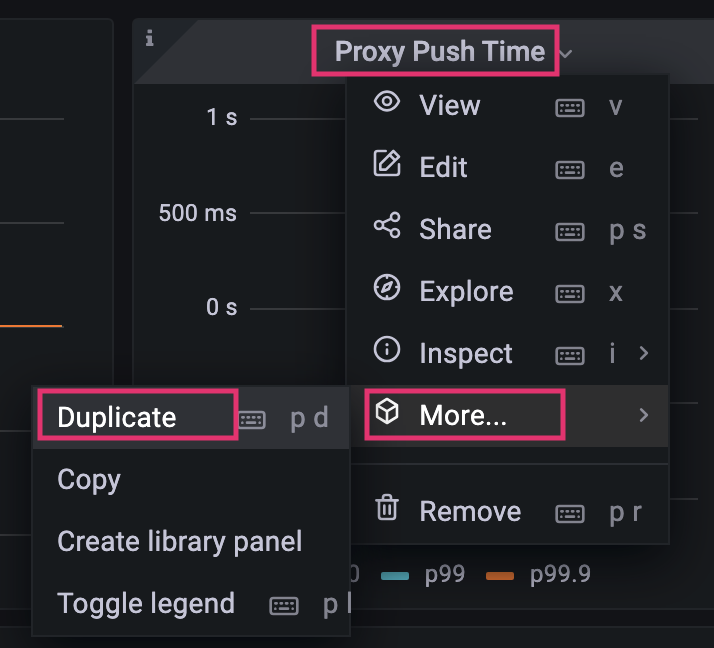 Proxy Push Time
1 s
500 ms
0 s
View v
Edit e
Share p s
Explore x
Inspect i
More...
Remove p r
Duplicate p d
Copy
Create library panel
Toggle legend p l
0 p99 p99.9